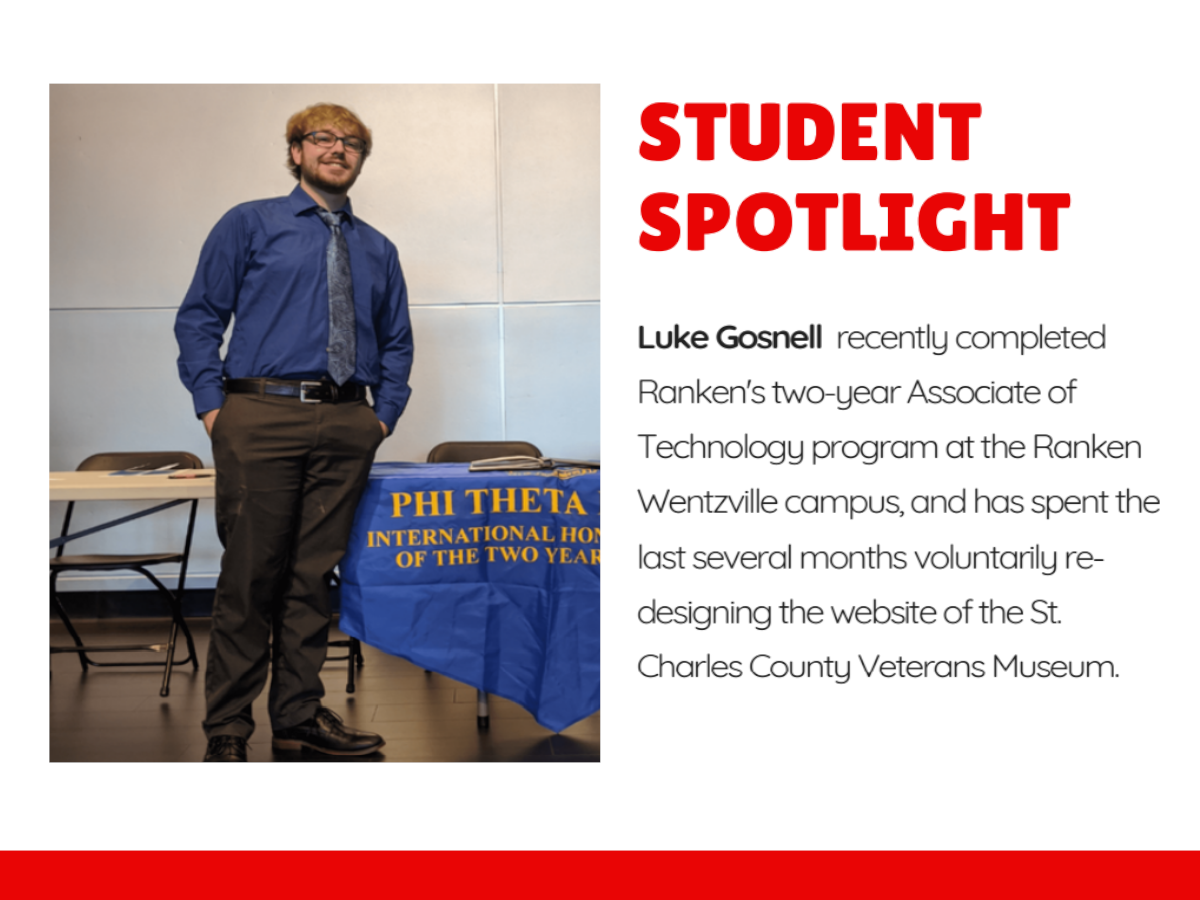 STUDENT
SPOTLIGHT
Luke Gosnell recently completed
Ranken's two-year Associate of
Technology program at the Ranken
Wentzville campus, and has spent the
last several months voluntarily re-
designing the website of the St.
Charles County Veterans Museum.
PHI THETA
INTERNATIONAL HON
OF THE TWO YEAR